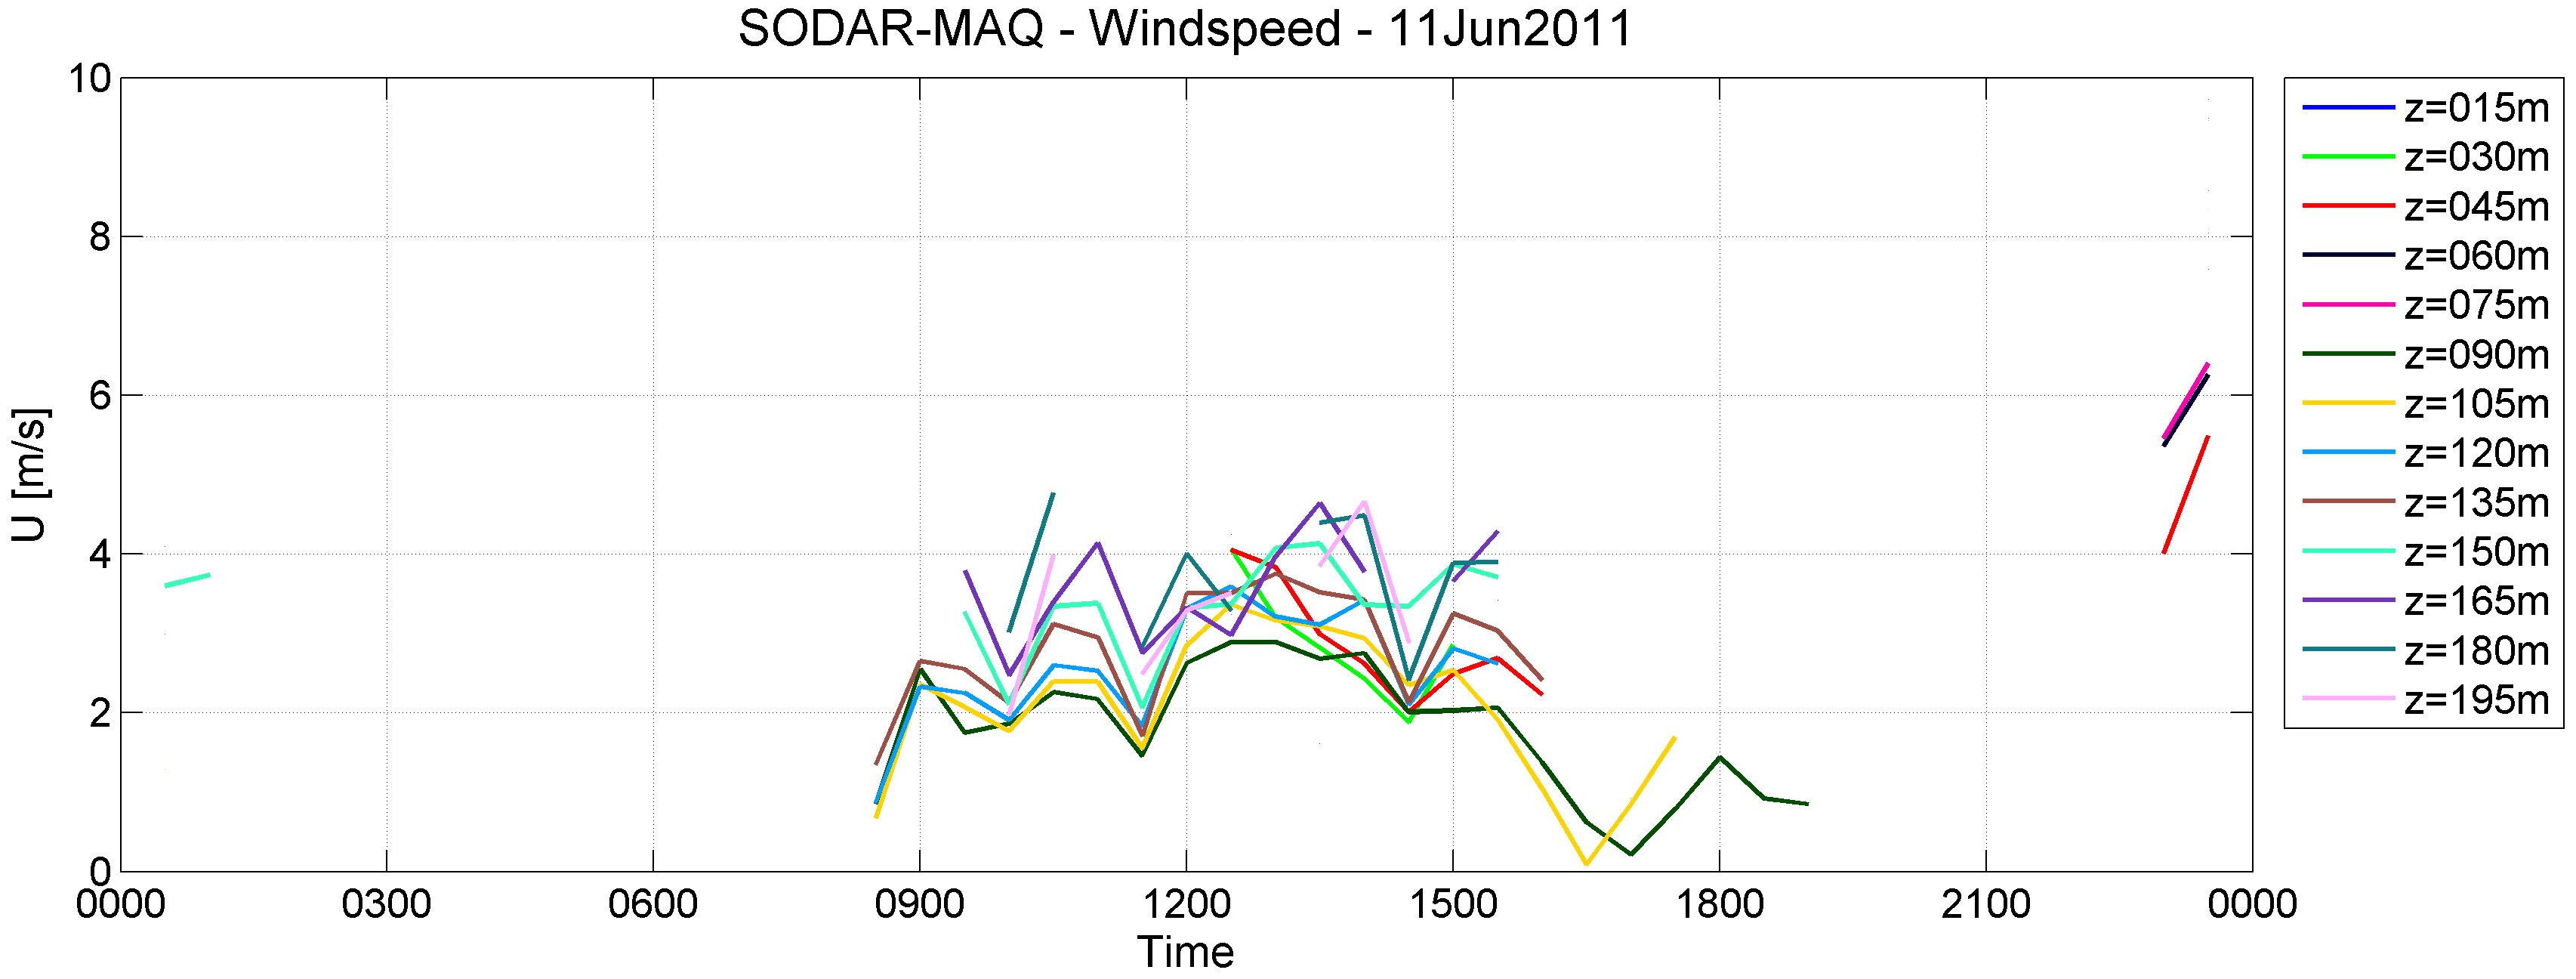 SODAR-MAQ - Windspeed - 11Jun2011
10
8
6
4
2
0
U [m/s]
0000 0300 0600 0900 1200 1500 1800 2100 0000
Time
z=015m
z=030m
z=045m
z=060m
z=075m
z=090m
z=105m
z=120m
z=135m
z=150m
z=165m
z=180m
z=195m